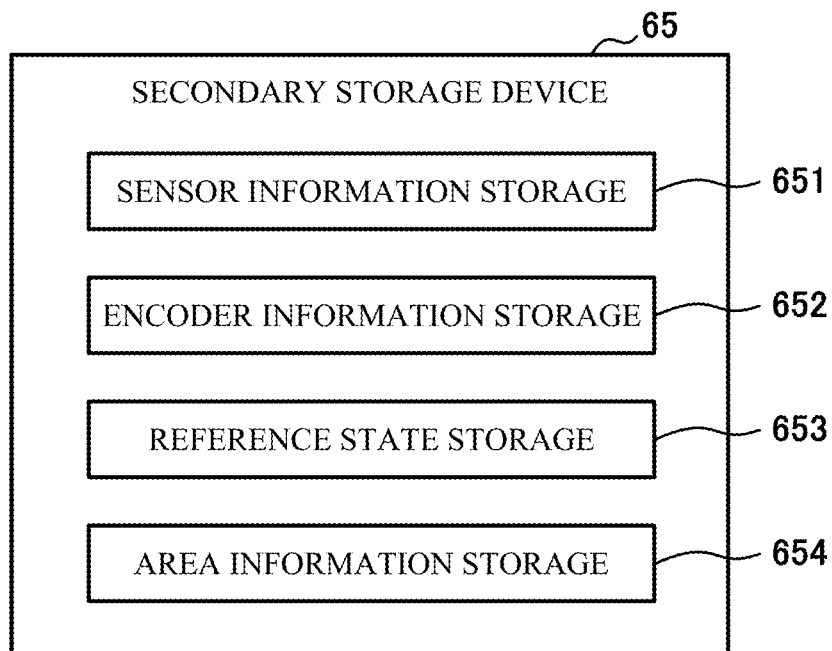 65
SECONDARY STORAGE DEVICE
SENSOR INFORMATION STORAGE 651
ENCODER INFORMATION STORAGE 652
REFERENCE STATE STORAGE 653
AREA INFORMATION STORAGE 654